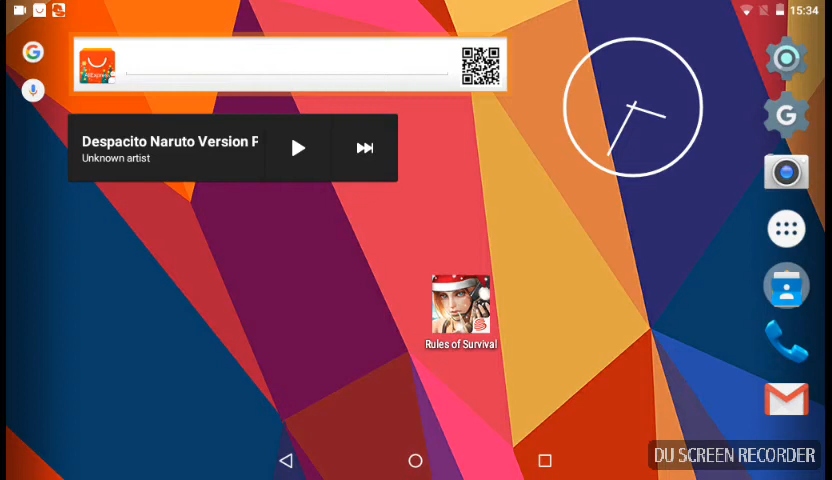 15:34
AliExpress
Despacito Naruto Version F
Unknown artist
Rules of Survival
DU SCREEN RECORDER